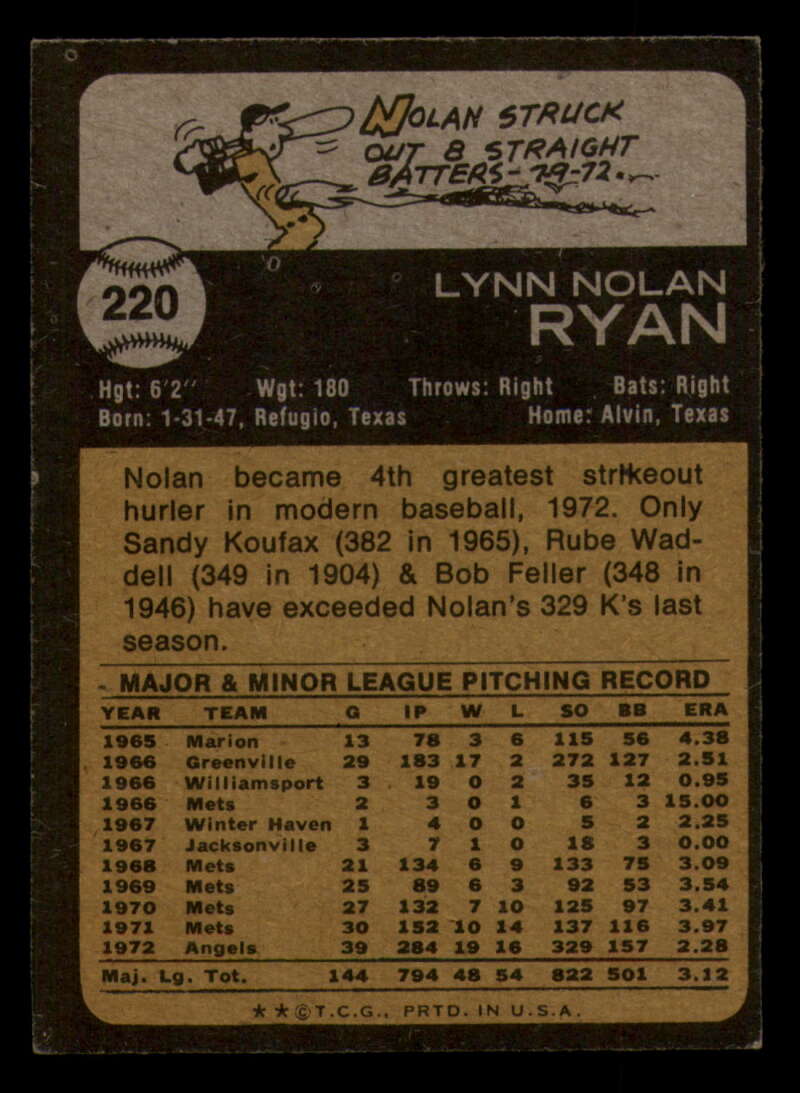 NOLAN STRUCK
OUT 8 STRAIGHT
BATTERS-7-9-72.
220
LYNN NOLAN
RYAN
Hgt: 6'2" Wgt: 180 Throws: Right Bats: Right
Born: 1-31-47, Refugio, Texas Home: Alvin, Texas
Nolan became 4th greatest strikeout
hurler in modern baseball, 1972. Only
Sandy Koufax (382 in 1965), Rube Wad-
dell (349 in 1904) & Bob Feller (348 in
1946) have exceeded Nolan's 329 K's last
season.
MAJOR & MINOR LEAGUE PITCHING RECORD
YEAR TEAM G IP W L SO BB ERA
1965 Marion 13 78 3 6 115 56 4.38
1966 Greenville 29 183 17 2 272 127 2.51
1966 Williamsport 3 19 0 2 35 12 0.95
1966 Mets 2 3 0 1 6 3 15.00
1967 Winter Haven 1 4 0 0 5 2 2.25
1967 Jacksonville 3 7 1 0 18 3 0.00
1968 Mets 21 134 6 9 133 75 3.09
1969 Mets 25 89 6 3 92 53 3.54
1970 Mets 27 132 7 10 125 97 3.41
1971 Mets 30 152 10 14 137 116 3.97
1972 Angels 39 284 19 16 329 157 2.28
Maj. Lg. Tot. 144 794 48 54 822 501 3.12
★ ★ © T.C.G., PRTD. IN U.S.A.